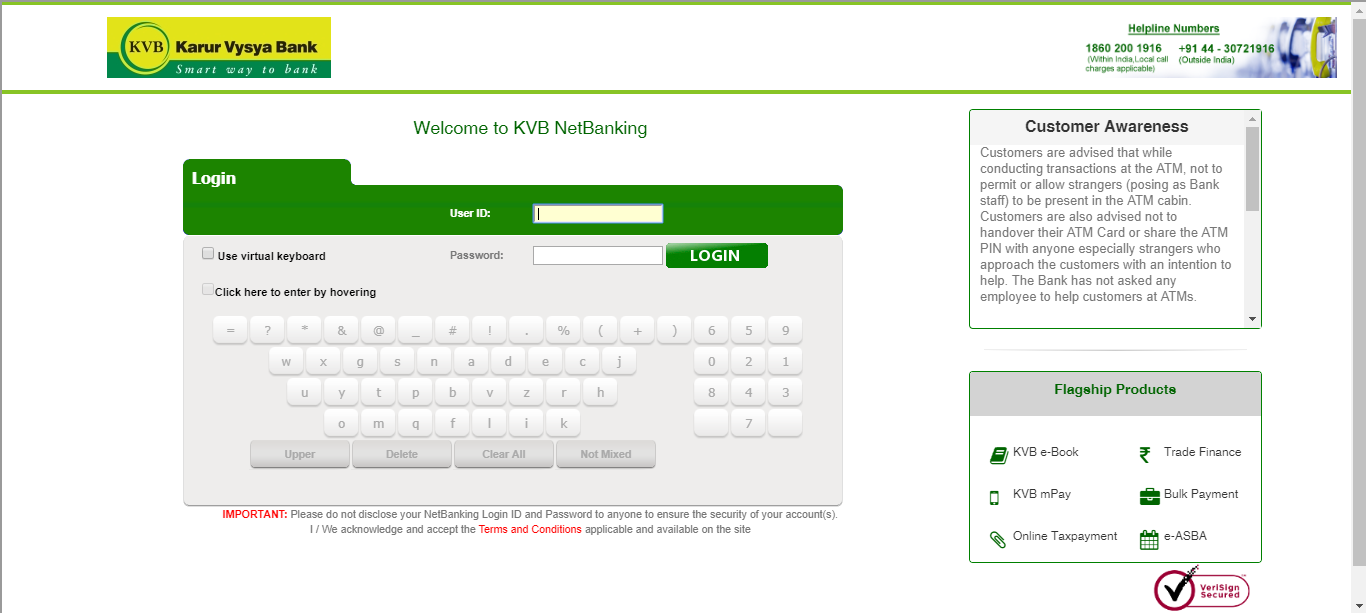 KVB Karur Vysya Bank
Smart way to bank
Helpline Numbers
1860 200 1916 +91 44 - 30721916
(Within India,Local call (Outside India)
charges applicable)
Welcome to KVB NetBanking
Login
User ID:
Use virtual keyboard
Password:
LOGIN
Click here to enter by hovering
= ? * & @ _ # ! . % ( + ) 6 5 9
w x g s n a d e c j 0 2 1
u y t p b v z r h 8 4 3
o m q f l i k 7
Upper Delete Clear All Not Mixed
IMPORTANT: Please do not disclose your NetBanking Login ID and Password to anyone to ensure the security of your account(s).
I / We acknowledge and accept the Terms and Conditions applicable and available on the site
Customer Awareness
Customers are advised that while
conducting transactions at the ATM, not to
permit or allow strangers (posing as Bank
staff) to be present in the ATM cabin.
Customers are also advised not to
handover their ATM Card or share the ATM
PIN with anyone especially strangers who
approach the customers with an intention to
help. The Bank has not asked any
employee to help customers at ATMs.
Flagship Products
KVB e-Book Trade Finance
KVB mPay Bulk Payment
Online Taxpayment e-ASBA
VeriSign
Secured